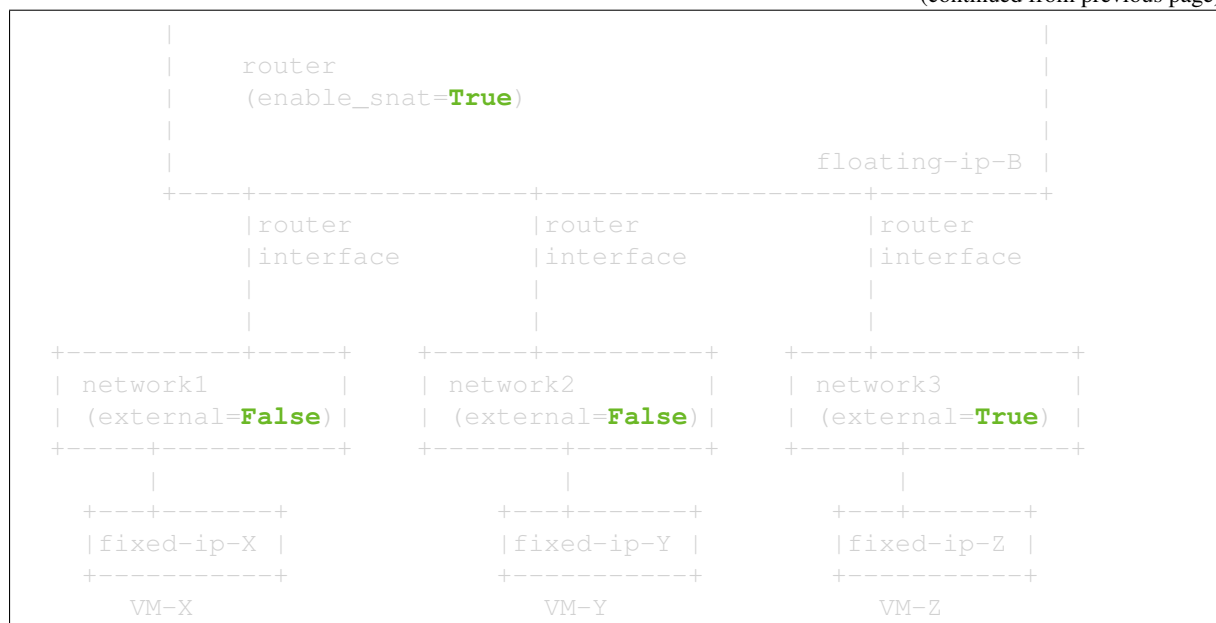 (continued from previous page)
|                                                     |
|    router                                           |
|    (enable_snat=True)                               |
|                                                     |
|                                       floating-ip-B |
+----+-----------------+--------------------+----------+
|router           |router              |router
|interface        |interface           |interface
|                 |                    |
|                 |                    |
+-----------+-----+    +------+----------+    +----+------------+
| network1        |    | network2        |    | network3        |
| (external=False)|    | (external=False)|    | (external=True) |
+-----+-----------+    +--------+--------+    +------+----------+
|                         |                    |
+---+-------+             +---+-------+        +---+-------+
|fixed-ip-X |             |fixed-ip-Y |        |fixed-ip-Z |
+-----------+             +-----------+        +-----------+
VM-X                      VM-Y                 VM-Z